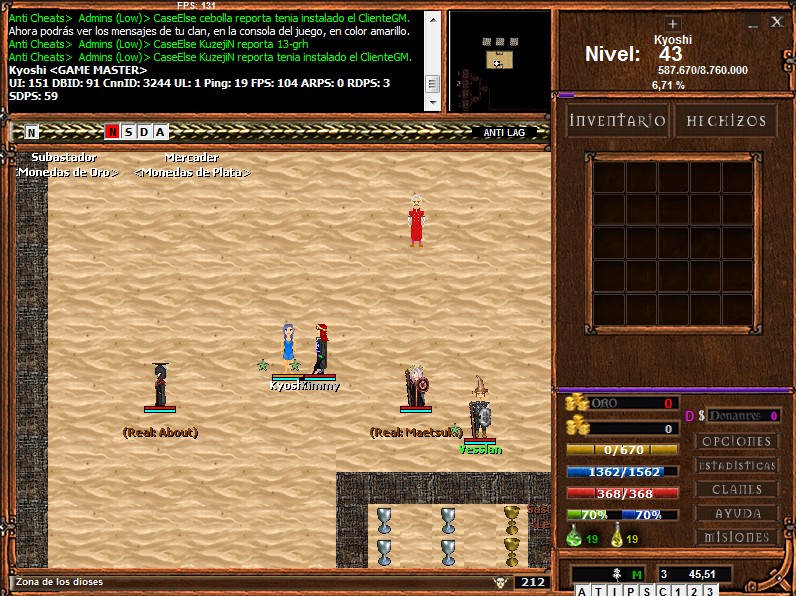 FPS: 131
Anti Cheats> Admins (Low)> CaseElse cebolla reporta tenia instalado el ClienteGM.
Ahora podrás ver los mensajes de tu clan, en la consola del juego, en color amarillo.
Anti Cheats> Admins (Low)> CaseElse KuzejiN reporta 13-grh
Anti Cheats> Admins (Low)> CaseElse KuzejiN reporta tenia instalado el ClienteGM.
Kyoshi <GAME MASTER>
UI: 151 DBID: 91 CnnID: 3244 UL: 1 Ping: 19 FPS: 104 ARPS: 0 RDPS: 3
SDPS: 59
+
Kyoshi
Nivel: 43
587.670/8.760.000
6,71 %
N
N S D A
ANTI LAG
INVENTARIO HECHIZOS
Subastador Mercader
<Monedas de Oro> <Monedas de Plata>
(Real: About)
(Real: Maetsuk)
Vesslan
ORO 0
D $ Donantes 0
0
OPCIONES
0/670
ESTADÍSTICAS
1362/1562
CLANES
368/368
AYUDA
70% 70%
MISIONES
19 19
Zona de los dioses
212
M
3 45,51
A T I P S C 1 2 3